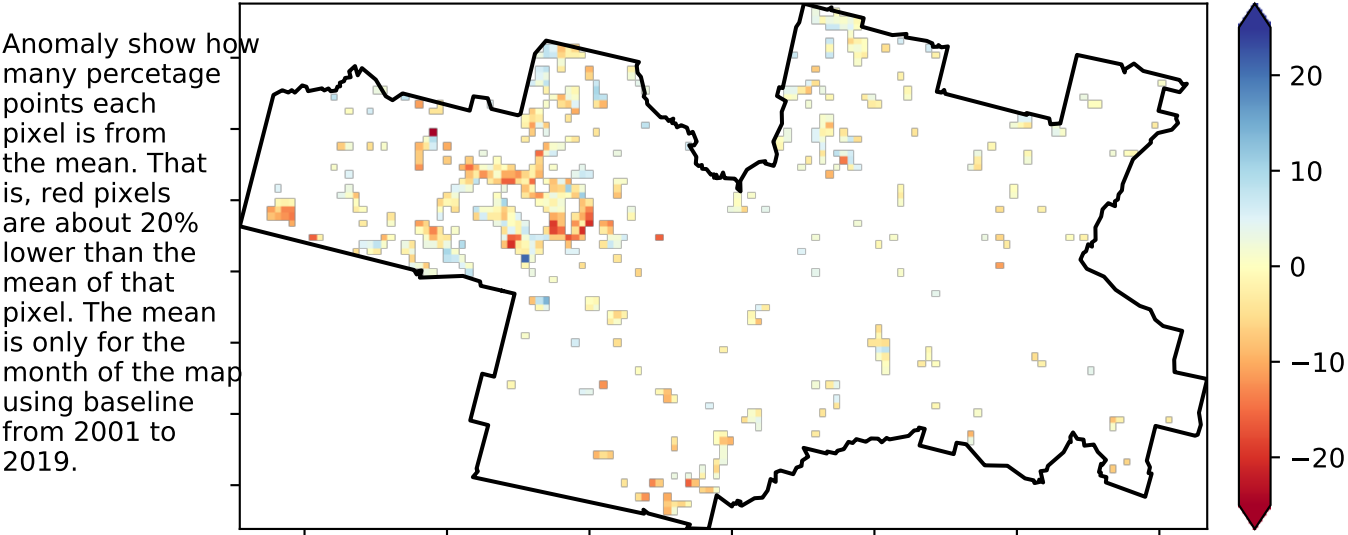 Anomaly show how
many percetage
points each
pixel is from
the mean. That
is, red pixels
are about 20%
lower than the
mean of that
pixel. The mean
is only for the
month of the map
using baseline
from 2001 to
2019.
20
10
0
−10
−20